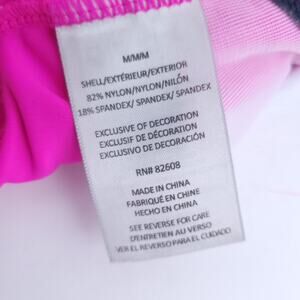 M/M/M
SHELL/EXTÉRIEUR/EXTERIOR
82% NYLON/NYLON/NILÓN
18% SPANDEX/ SPANDEX/ SPANDEX
EXCLUSIVE OF DECORATION
EXCLUSIF DE DÉCORATION
EXCLUSIVO DE DECORACIÓN
RN# 82608
MADE IN CHINA
FABRIQUÉ EN CHINE
HECHO EN CHINA
SEE REVERSE FOR CARE
D'ENTRETIEN AU VERSO
VER EL REVERSO PARA EL CUIDADO